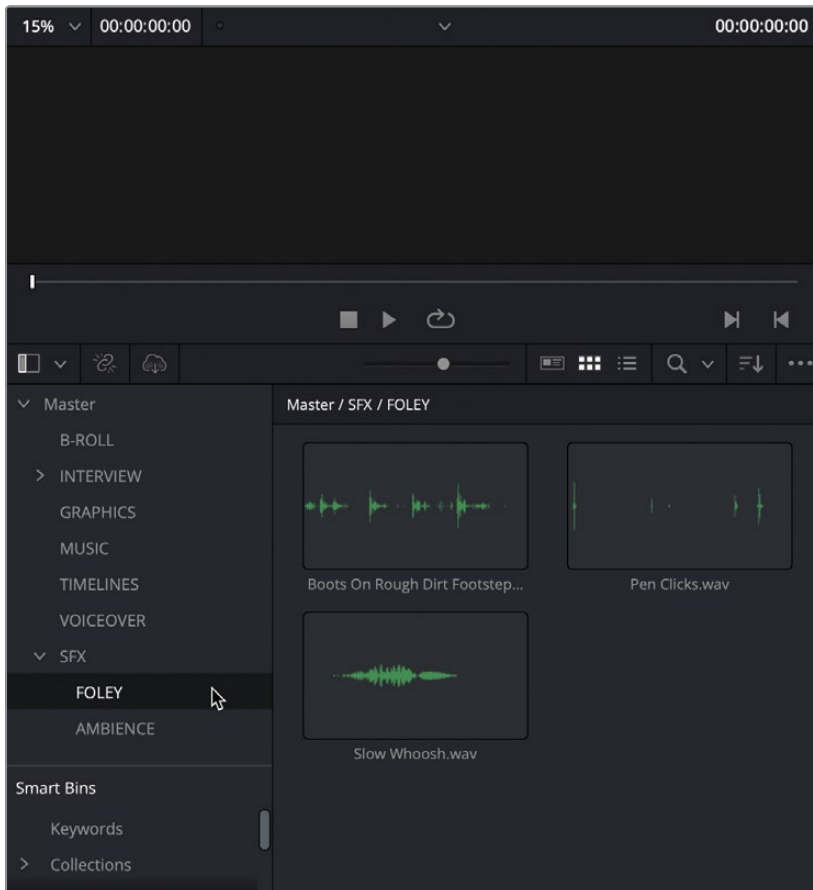 15% 00:00:00:00 00:00:00:00
Master
B-ROLL
INTERVIEW
GRAPHICS
MUSIC
TIMELINES
VOICEOVER
SFX
FOLEY
AMBIENCE
Smart Bins
Keywords
Collections
Master / SFX / FOLEY
Boots On Rough Dirt Footstep...
Pen Clicks.wav
Slow Whoosh.wav